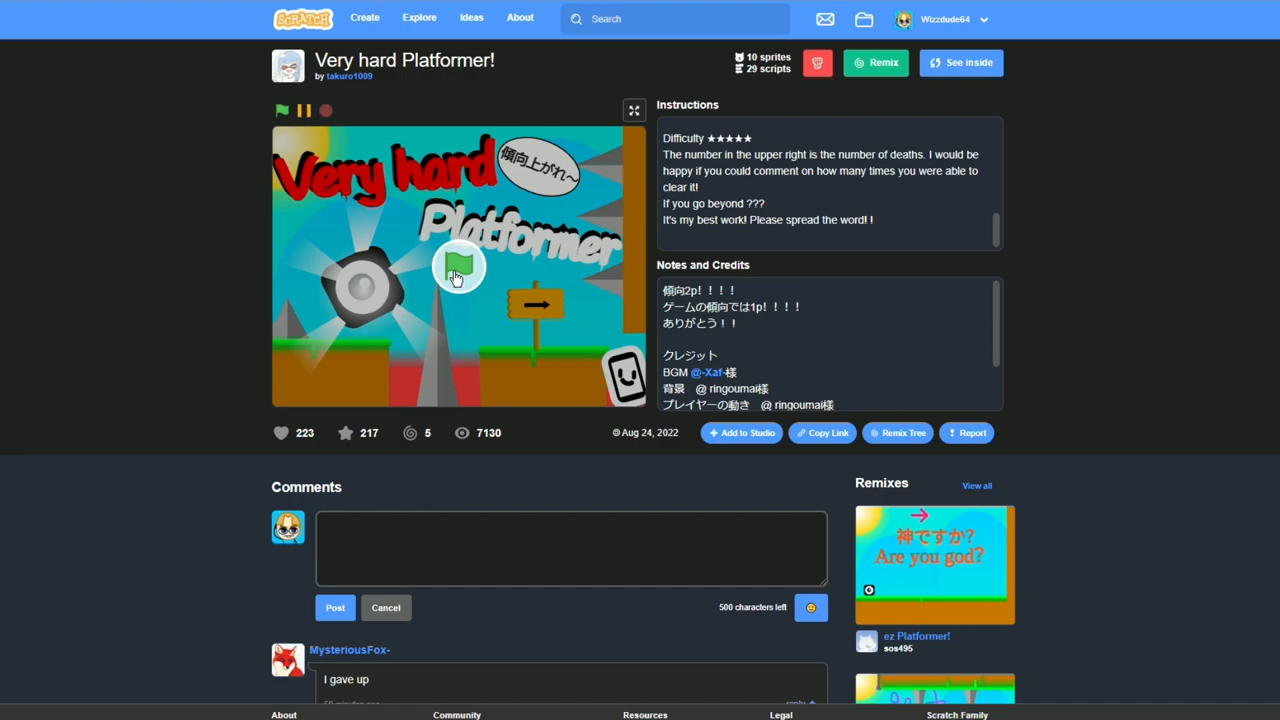 SCRATCH
Create
Explore
Ideas
About
Search
Wizzdude64
Very hard Platformer!
by takuro1009
10 sprites
29 scripts
Remix
See inside
Very hard
傾向上がれ～
Platformer
Instructions
Difficulty ★★★★★
The number in the upper right is the number of deaths. I would be
happy if you could comment on how many times you were able to
clear it!
If you go beyond ???
It's my best work! Please spread the word! !
Notes and Credits
傾向2p！！！！
ゲームの傾向では1p！！！！
ありがとう！！
クレジット
BGM @-Xaf-様
背景　@ ringoumai様
プレイヤーの動き　@ ringoumai様
223
217
5
7130
© Aug 24, 2022
Add to Studio
Copy Link
Remix Tree
Report
Comments
Post
Cancel
500 characters left
MysteriousFox-
I gave up
Remixes
View all
神ですか?
Are you god?
ez Platformer!
sos495
About
Community
Resources
Legal
Scratch Family